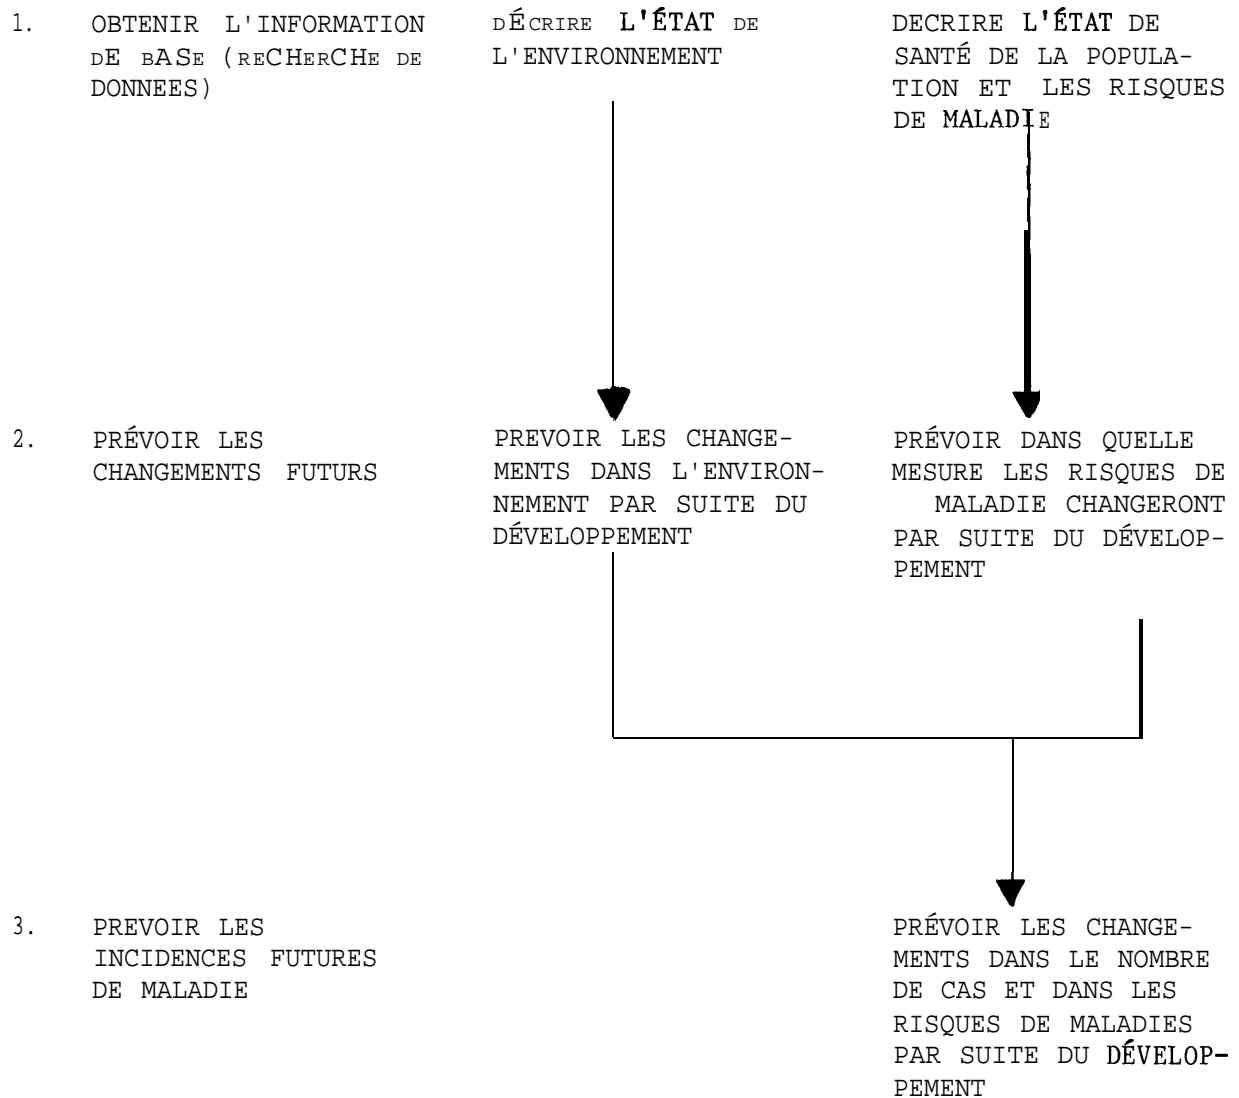 1.
OBTENIR L'INFORMATION
DE BASE (RECHERCHE DE
DONNEES)
DÉCRIRE L'ÉTAT DE
L'ENVIRONNEMENT
DECRIRE L'ÉTAT DE
SANTÉ DE LA POPULA-
TION ET LES RISQUES
DE MALADIE
2.
PRÉVOIR LES
CHANGEMENTS FUTURS
PREVOIR LES CHANGE-
MENTS DANS L'ENVIRON-
NEMENT PAR SUITE DU
DÉVELOPPEMENT
PRÉVOIR DANS QUELLE
MESURE LES RISQUES DE
MALADIE CHANGERONT
PAR SUITE DU DÉVELOP-
PEMENT
3.
PREVOIR LES
INCIDENCES FUTURES
DE MALADIE
PRÉVOIR LES CHANGE-
MENTS DANS LE NOMBRE
DE CAS ET DANS LES
RISQUES DE MALADIES
PAR SUITE DU DÉVELOP-
PEMENT